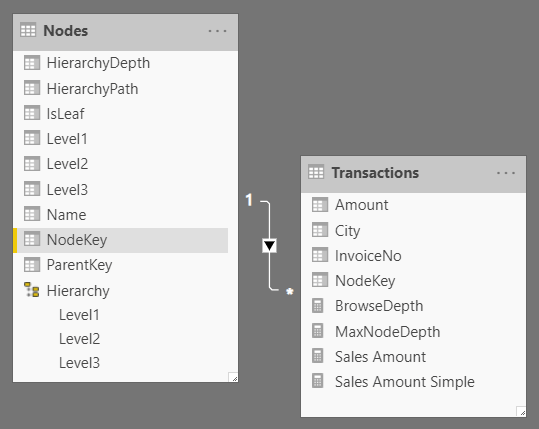 Nodes
HierarchyDepth
HierarchyPath
IsLeaf
Level1
Level2
Level3
Name
NodeKey
ParentKey
Hierarchy
Level1
Level2
Level3
1
*
Transactions
Amount
City
InvoiceNo
NodeKey
BrowseDepth
MaxNodeDepth
Sales Amount
Sales Amount Simple